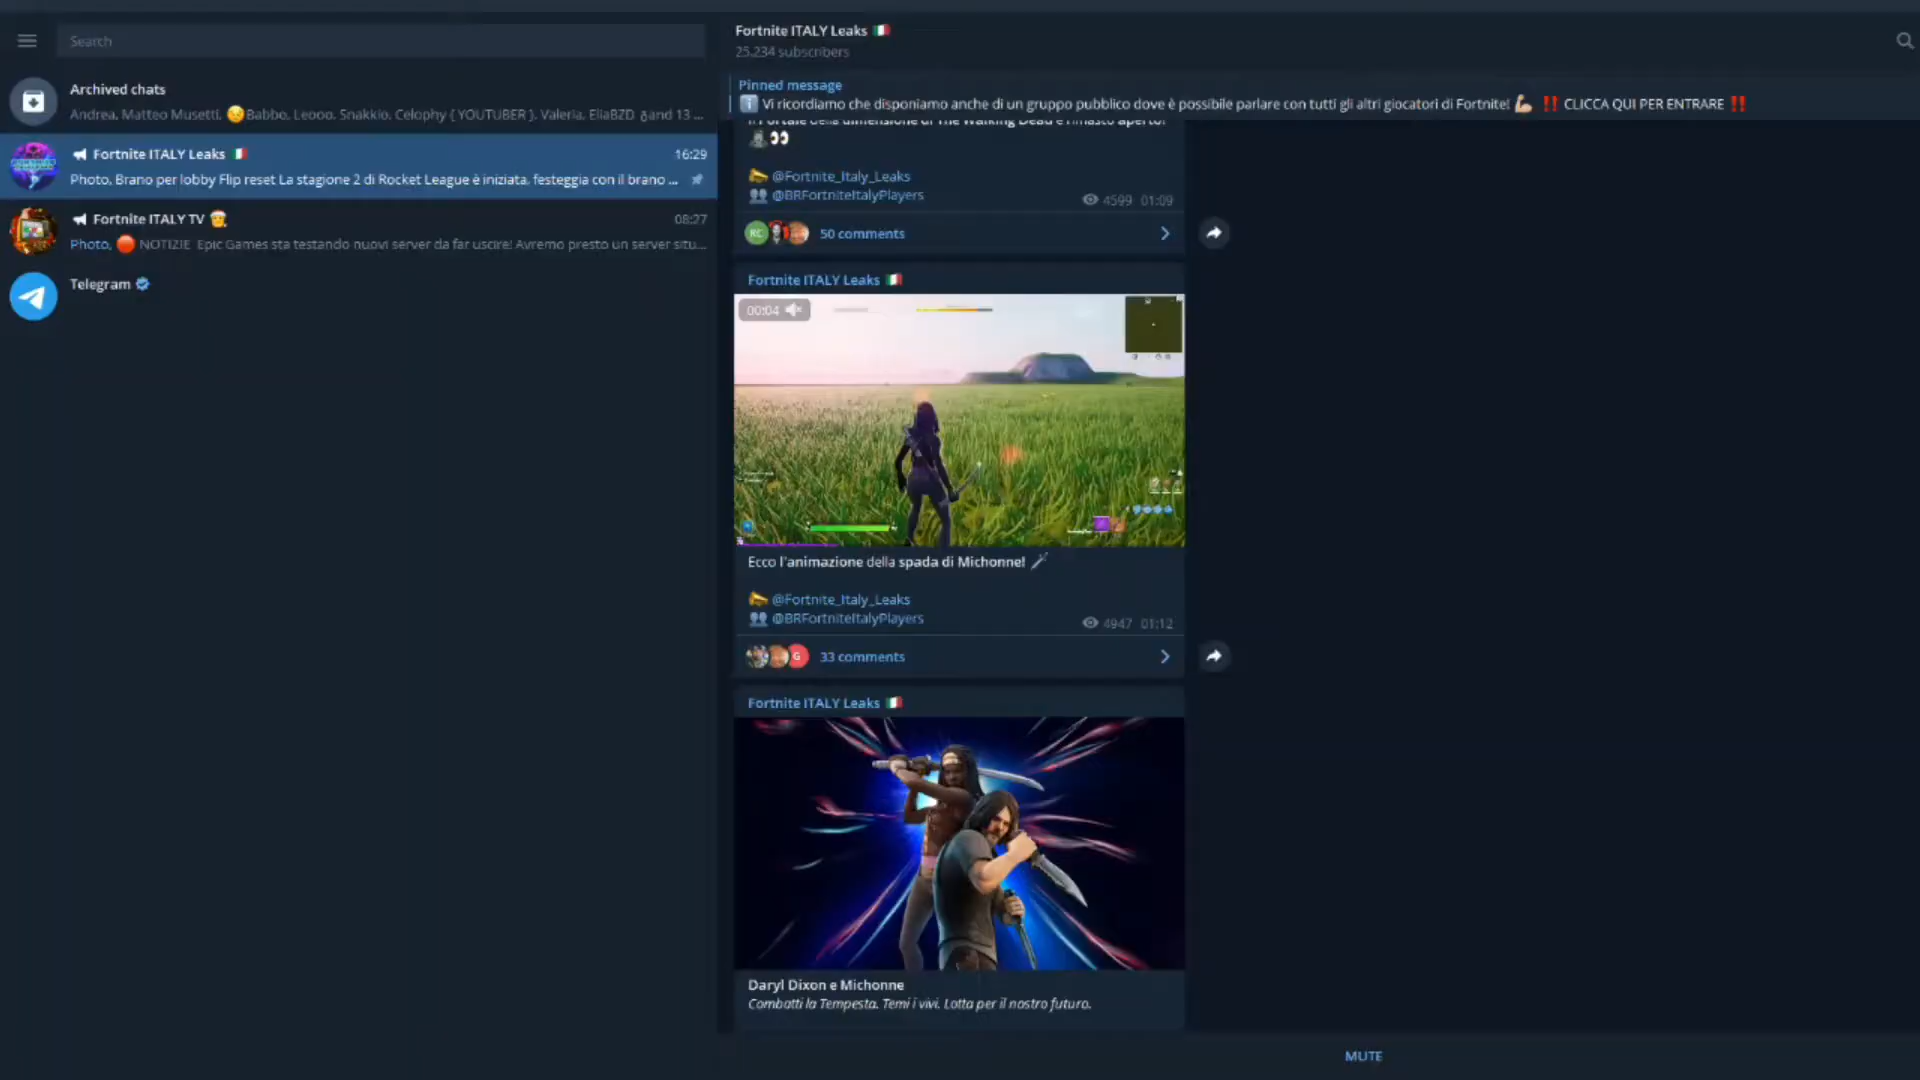 Search
Archived chats
Andrea, Matteo Musetti, 😏Babbo, Leooo, Snakkio, Celophy { YOUTUBER }, Valeria, EliaBZD and 13 ...
Fortnite ITALY Leaks 🇮🇹
16:29
Photo, Brano per lobby Flip reset La stagione 2 di Rocket League è iniziata, festeggia con il brano ...
Fortnite ITALY TV 🎅
08:27
Photo, 🔴 NOTIZIE Epic Games sta testando nuovi server da far uscire! Avremo presto un server situ...
Telegram
Fortnite ITALY Leaks 🇮🇹
25,234 subscribers
Pinned message
ℹ️ Vi ricordiamo che disponiamo anche di un gruppo pubblico dove è possibile parlare con tutti gli altri giocatori di Fortnite! 💪 ‼️ CLICCA QUI PER ENTRARE ‼️
Il Portale della dimensione di The Walking Dead è rimasto aperto!
@Fortnite_Italy_Leaks
@BRFortniteItalyPlayers
4599 01:09
RC
50 comments
Fortnite ITALY Leaks 🇮🇹
00:04
Ecco l'animazione della spada di Michonne!
@Fortnite_Italy_Leaks
@BRFortniteItalyPlayers
4947 01:12
G
33 comments
Fortnite ITALY Leaks 🇮🇹
Daryl Dixon e Michonne
Combatti la Tempesta. Temi i vivi. Lotta per il nostro futuro.
MUTE